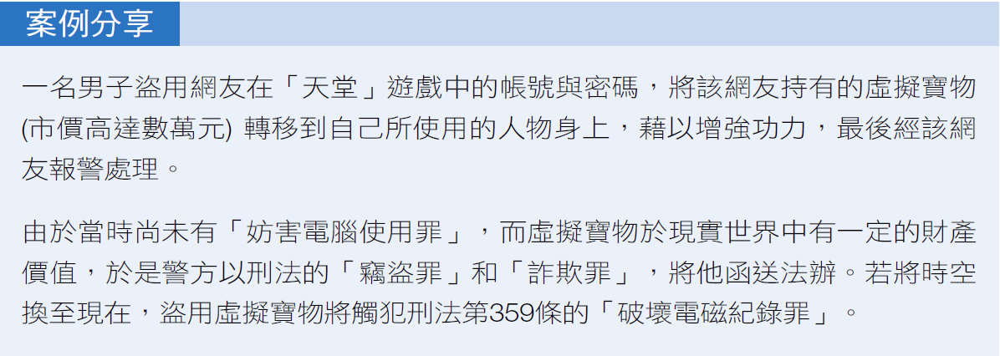 案例分享
一名男子盜用網友在「天堂」遊戲中的帳號與密碼，將該網友持有的虛擬寶物
(市價高達數萬元) 轉移到自己所使用的人物身上，藉以增強功力，最後經該網
友報警處理。
由於當時尚未有「妨害電腦使用罪」，而虛擬寶物於現實世界中有一定的財產
價值，於是警方以刑法的「竊盜罪」和「詐欺罪」，將他函送法辦。若將時空
換至現在，盜用虛擬寶物將觸犯刑法第359條的「破壞電磁紀錄罪」。